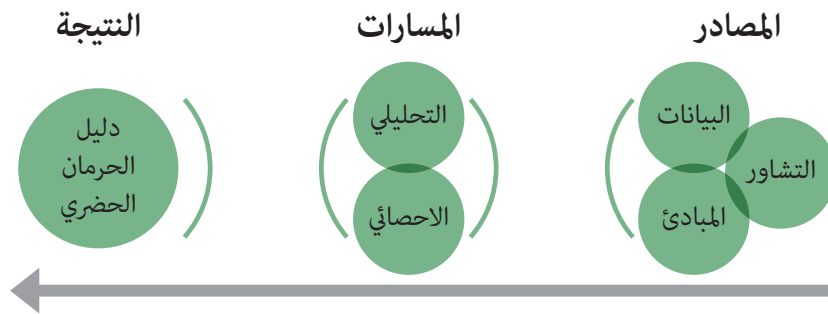 المصادر
المسارات
النتيجة
البيانات
التشاور
المبادئ
التحليلي
الاحصائي
دليل
الحرمان
الحضري